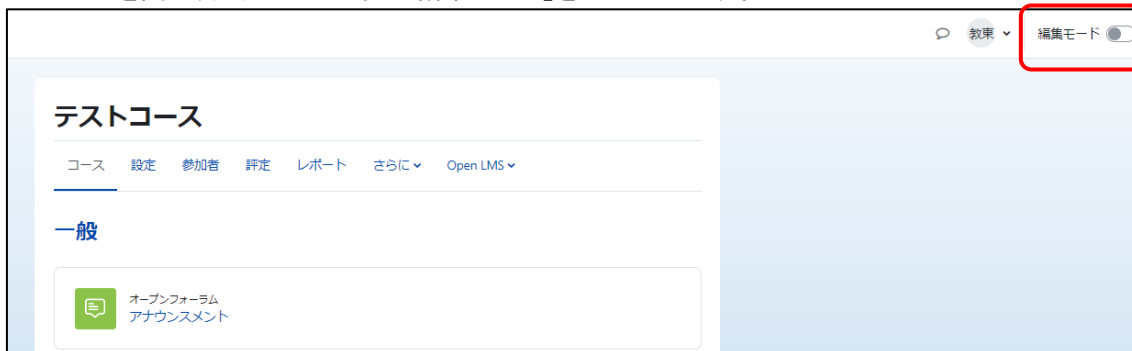 教東 編集モード
テストコース
コース 設定 参加者 評定 レポート さらに Open LMS
一般
オープンフォーラム
アナウンスメント